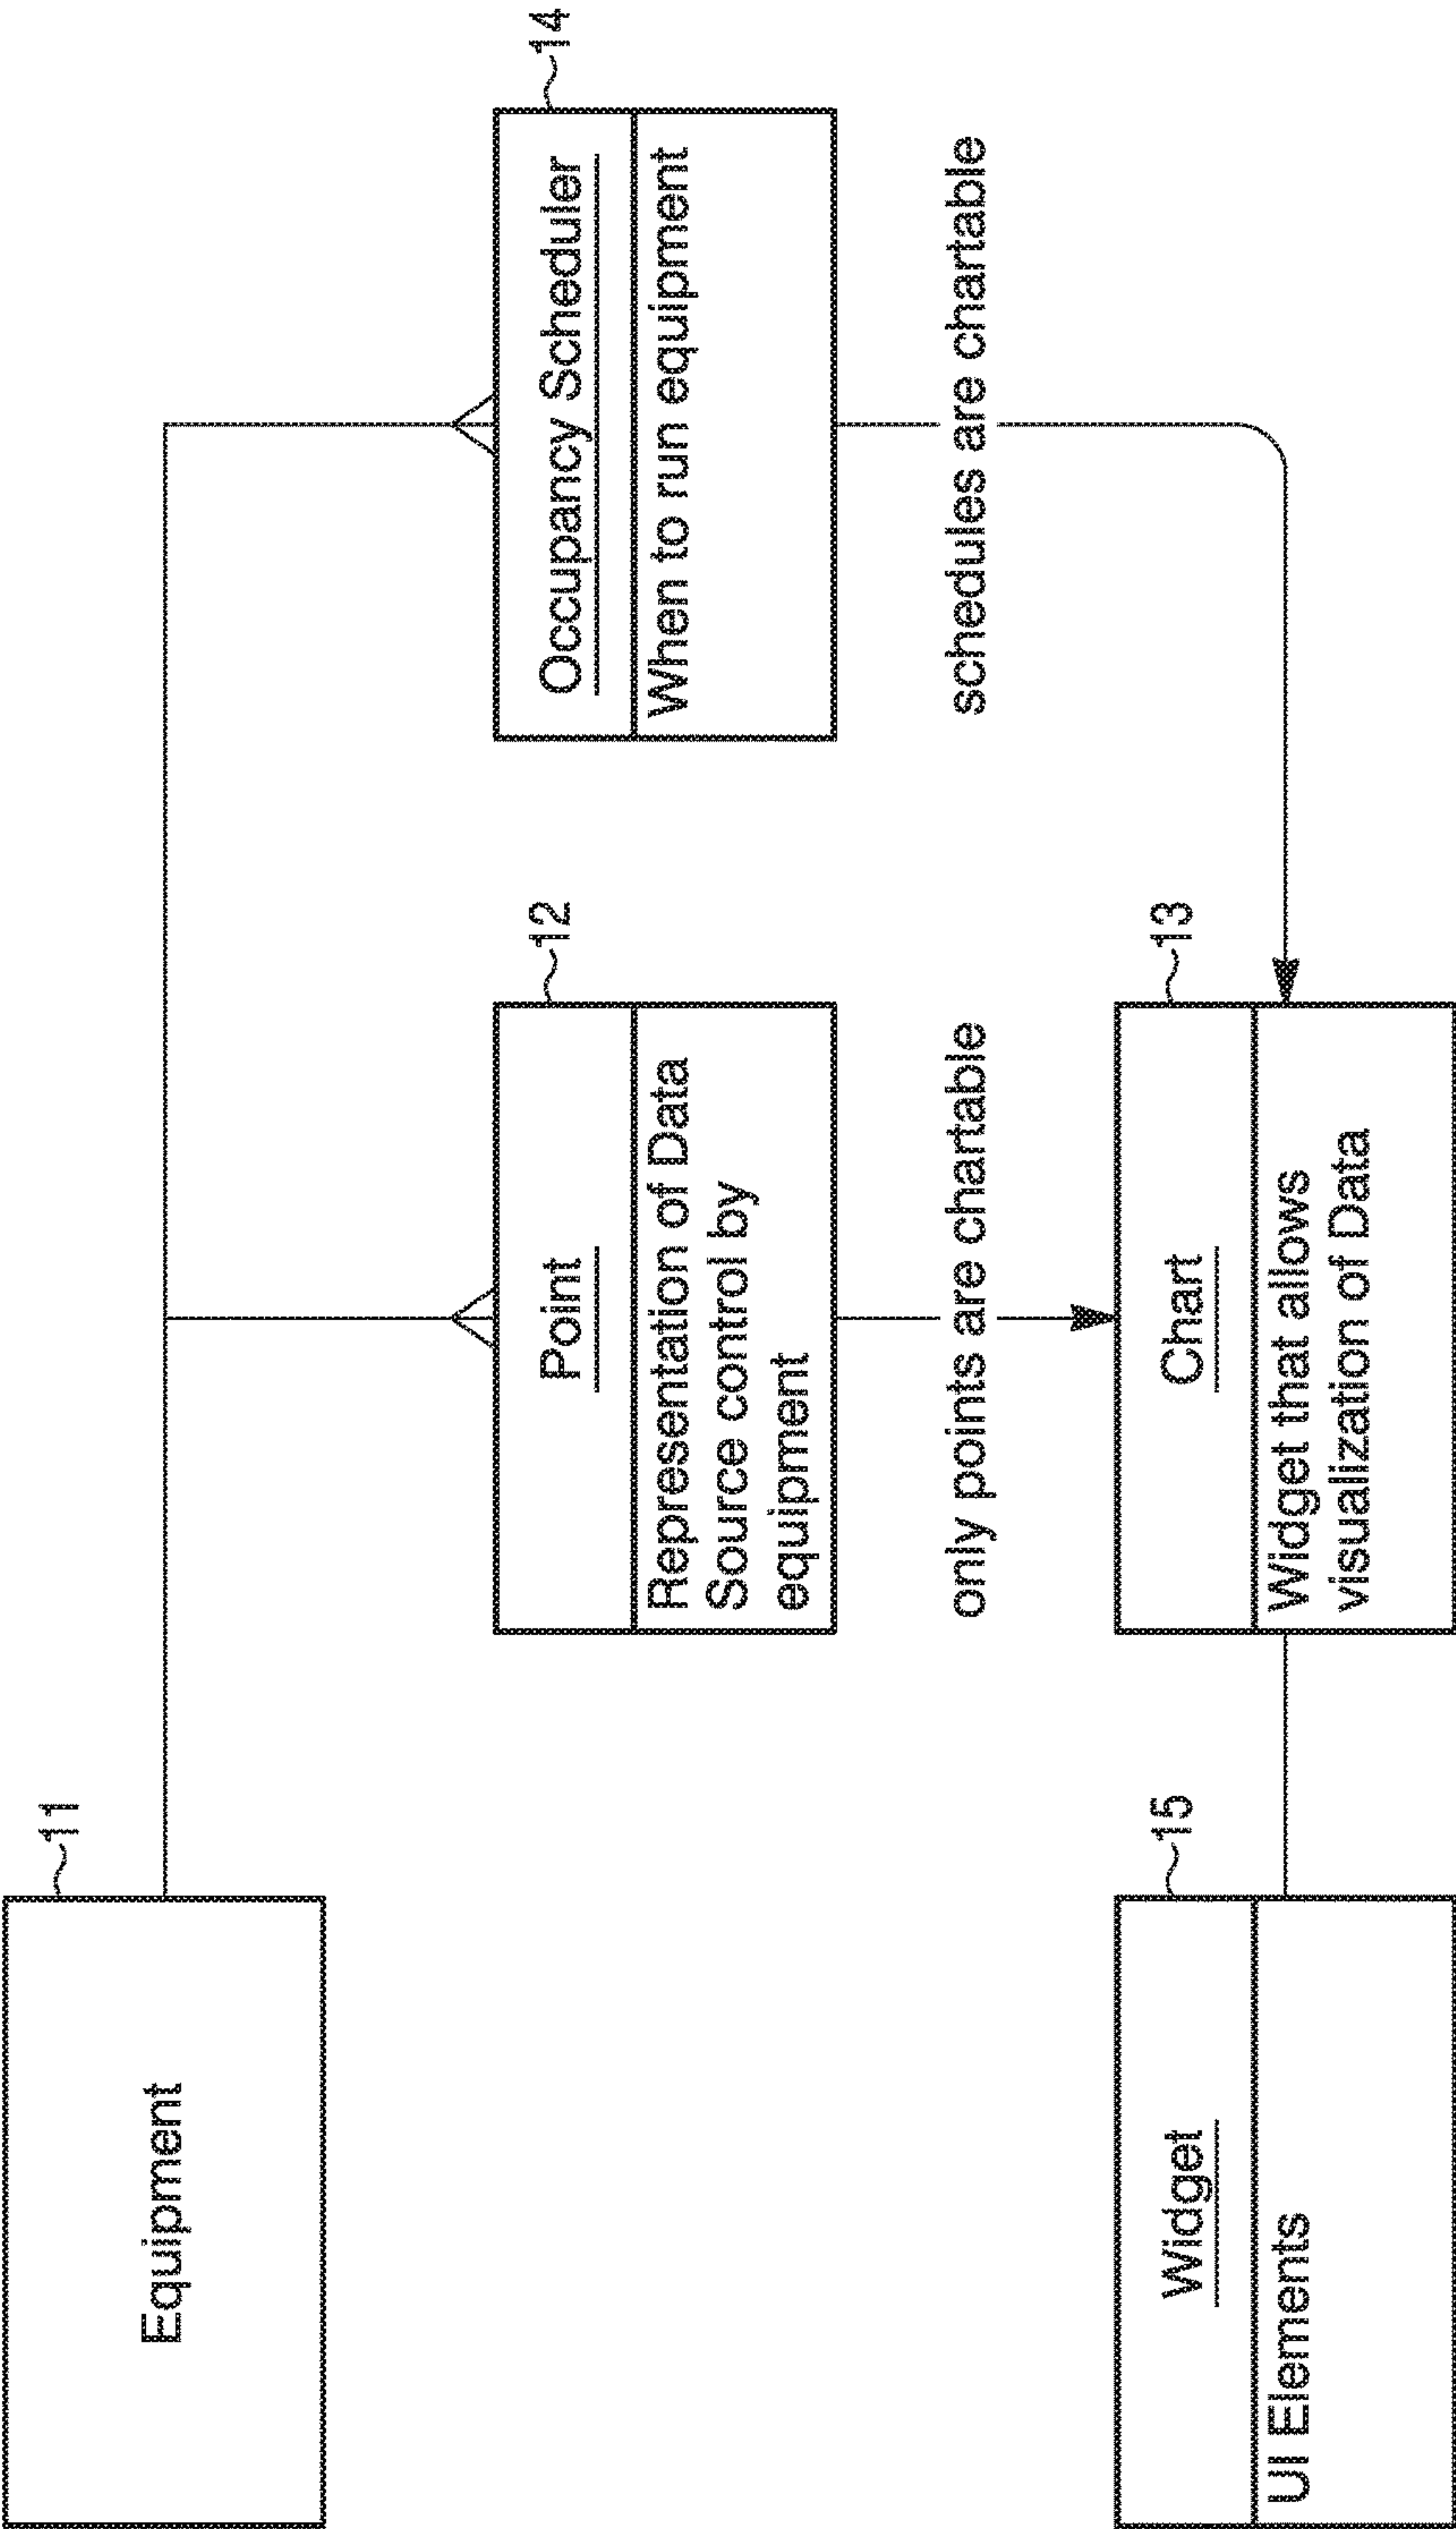 11
Equipment
12
Point
Representation of Data
Source control by
equipment
14
Occupancy Scheduler
When to run equipment
only points are chartable
schedules are chartable
15
Widget
UI Elements
13
Chart
Widget that allows
visualization of Data